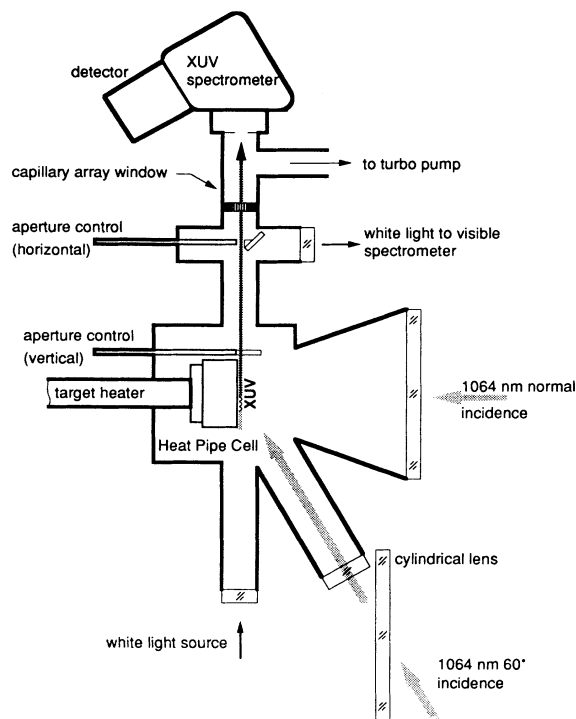 XUV
spectrometer
detector
to turbo pump
capillary array window
aperture control
(horizontal)
white light to visible
spectrometer
aperture control
(vertical)
target heater
XUV
1064 nm normal
incidence
Heat Pipe Cell
cylindrical lens
white light source
1064 nm 60°
incidence